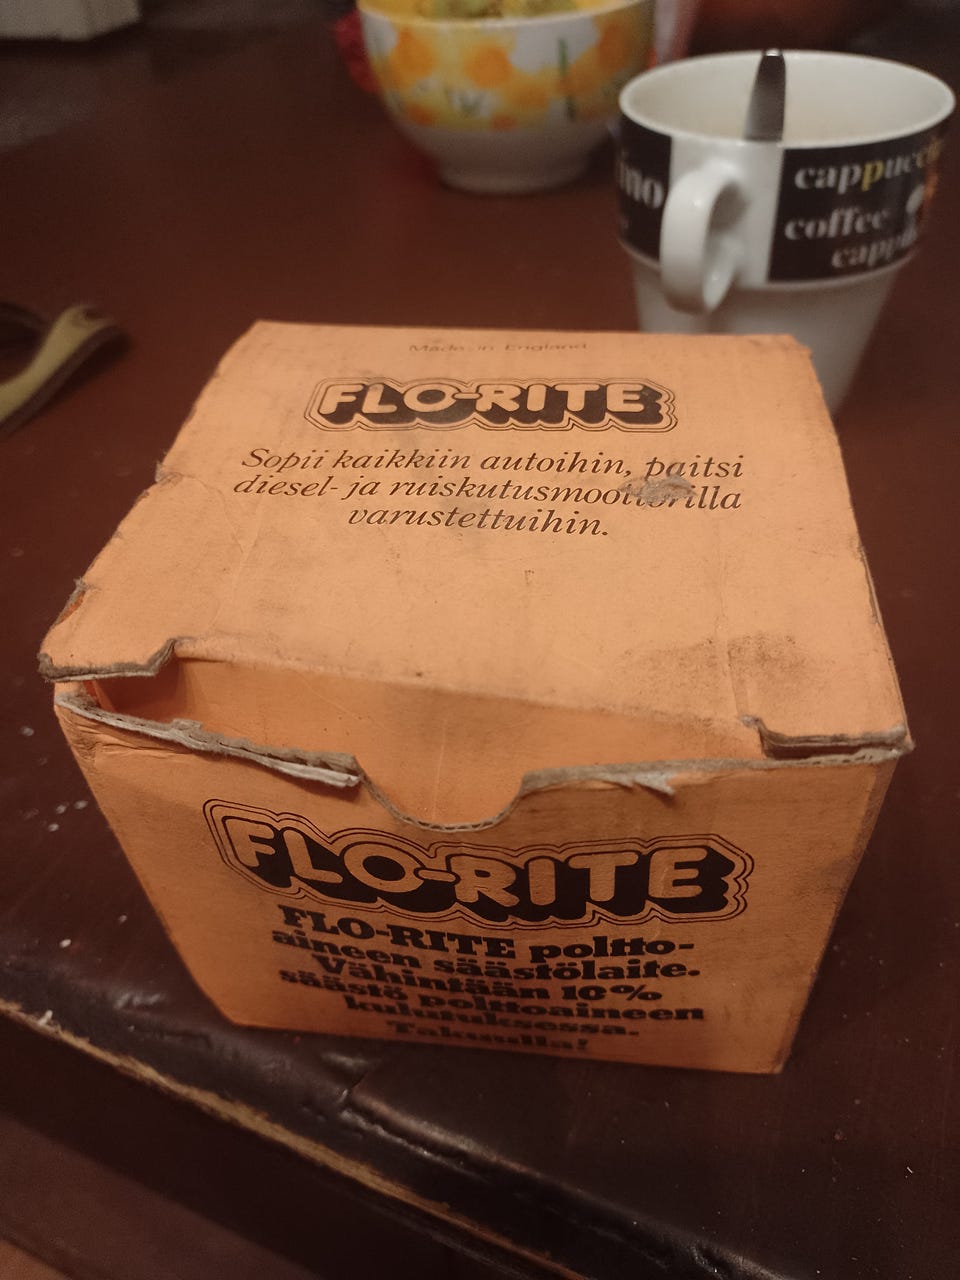 Made in England
FLO-RITE
Sopii kaikkiin autoihin, paitsi
diesel- ja ruiskutusmoottorilla
varustettuihin.
FLO-RITE
FLO-RITE poltto-
aineen säästölaite.
Vähintään 10%
säästö polttoaineen
kulutuksessa.
Takuulla!
cappuccino
coffee